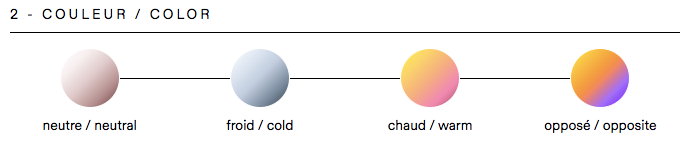 2 - COULEUR / COLOR
neutre / neutral froid / cold chaud / warm opposé / opposite